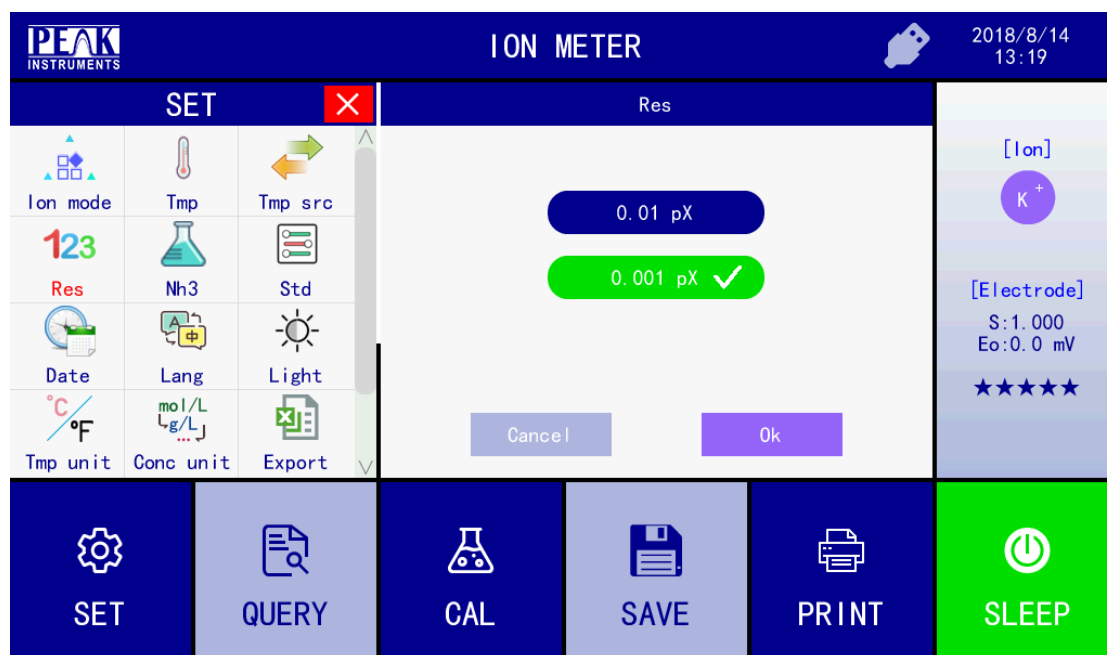 PEAK
INSTRUMENTS
ION METER
2018/8/14
13:19
SET
Res
Ion mode
Tmp
Tmp src
123
Res
Nh3
Std
A
中
Date
Lang
Light
°C/°F
mol/L
g/L
...
Tmp unit
Conc unit
Export
0.01 pX
0.001 pX
Cancel
Ok
[Ion]
K+
[Electrode]
S:1.000
Eo:0.0 mV
★★★★★
SET
QUERY
CAL
SAVE
PRINT
SLEEP